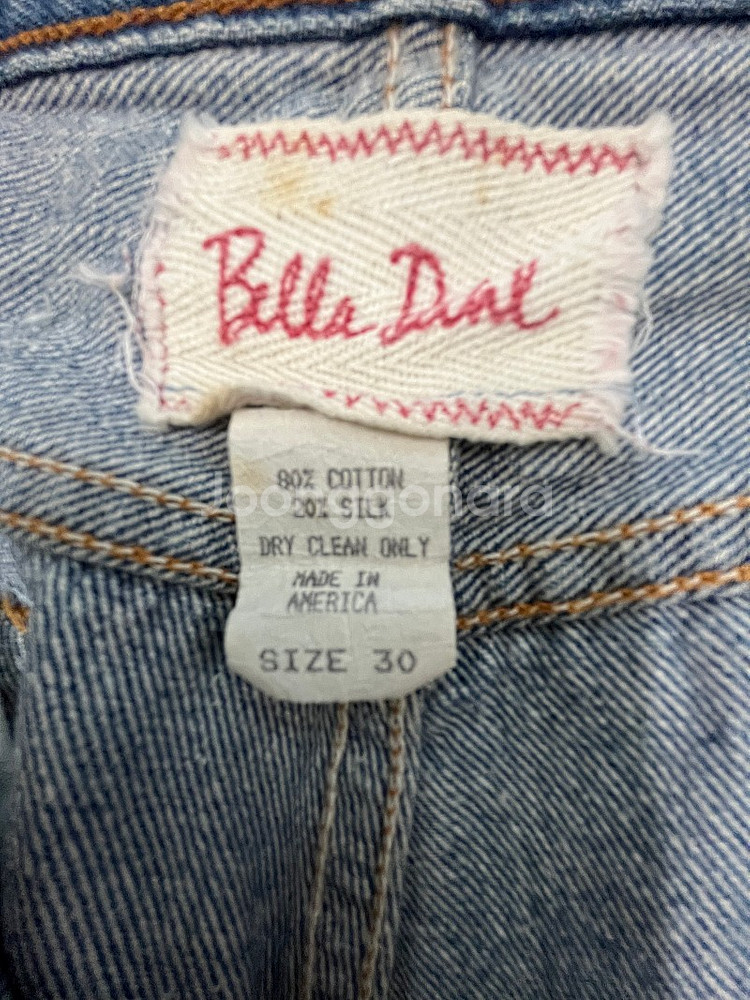 Bella Dahl
80% COTTON
20% SILK
DRY CLEAN ONLY
MADE IN
AMERICA
SIZE 30